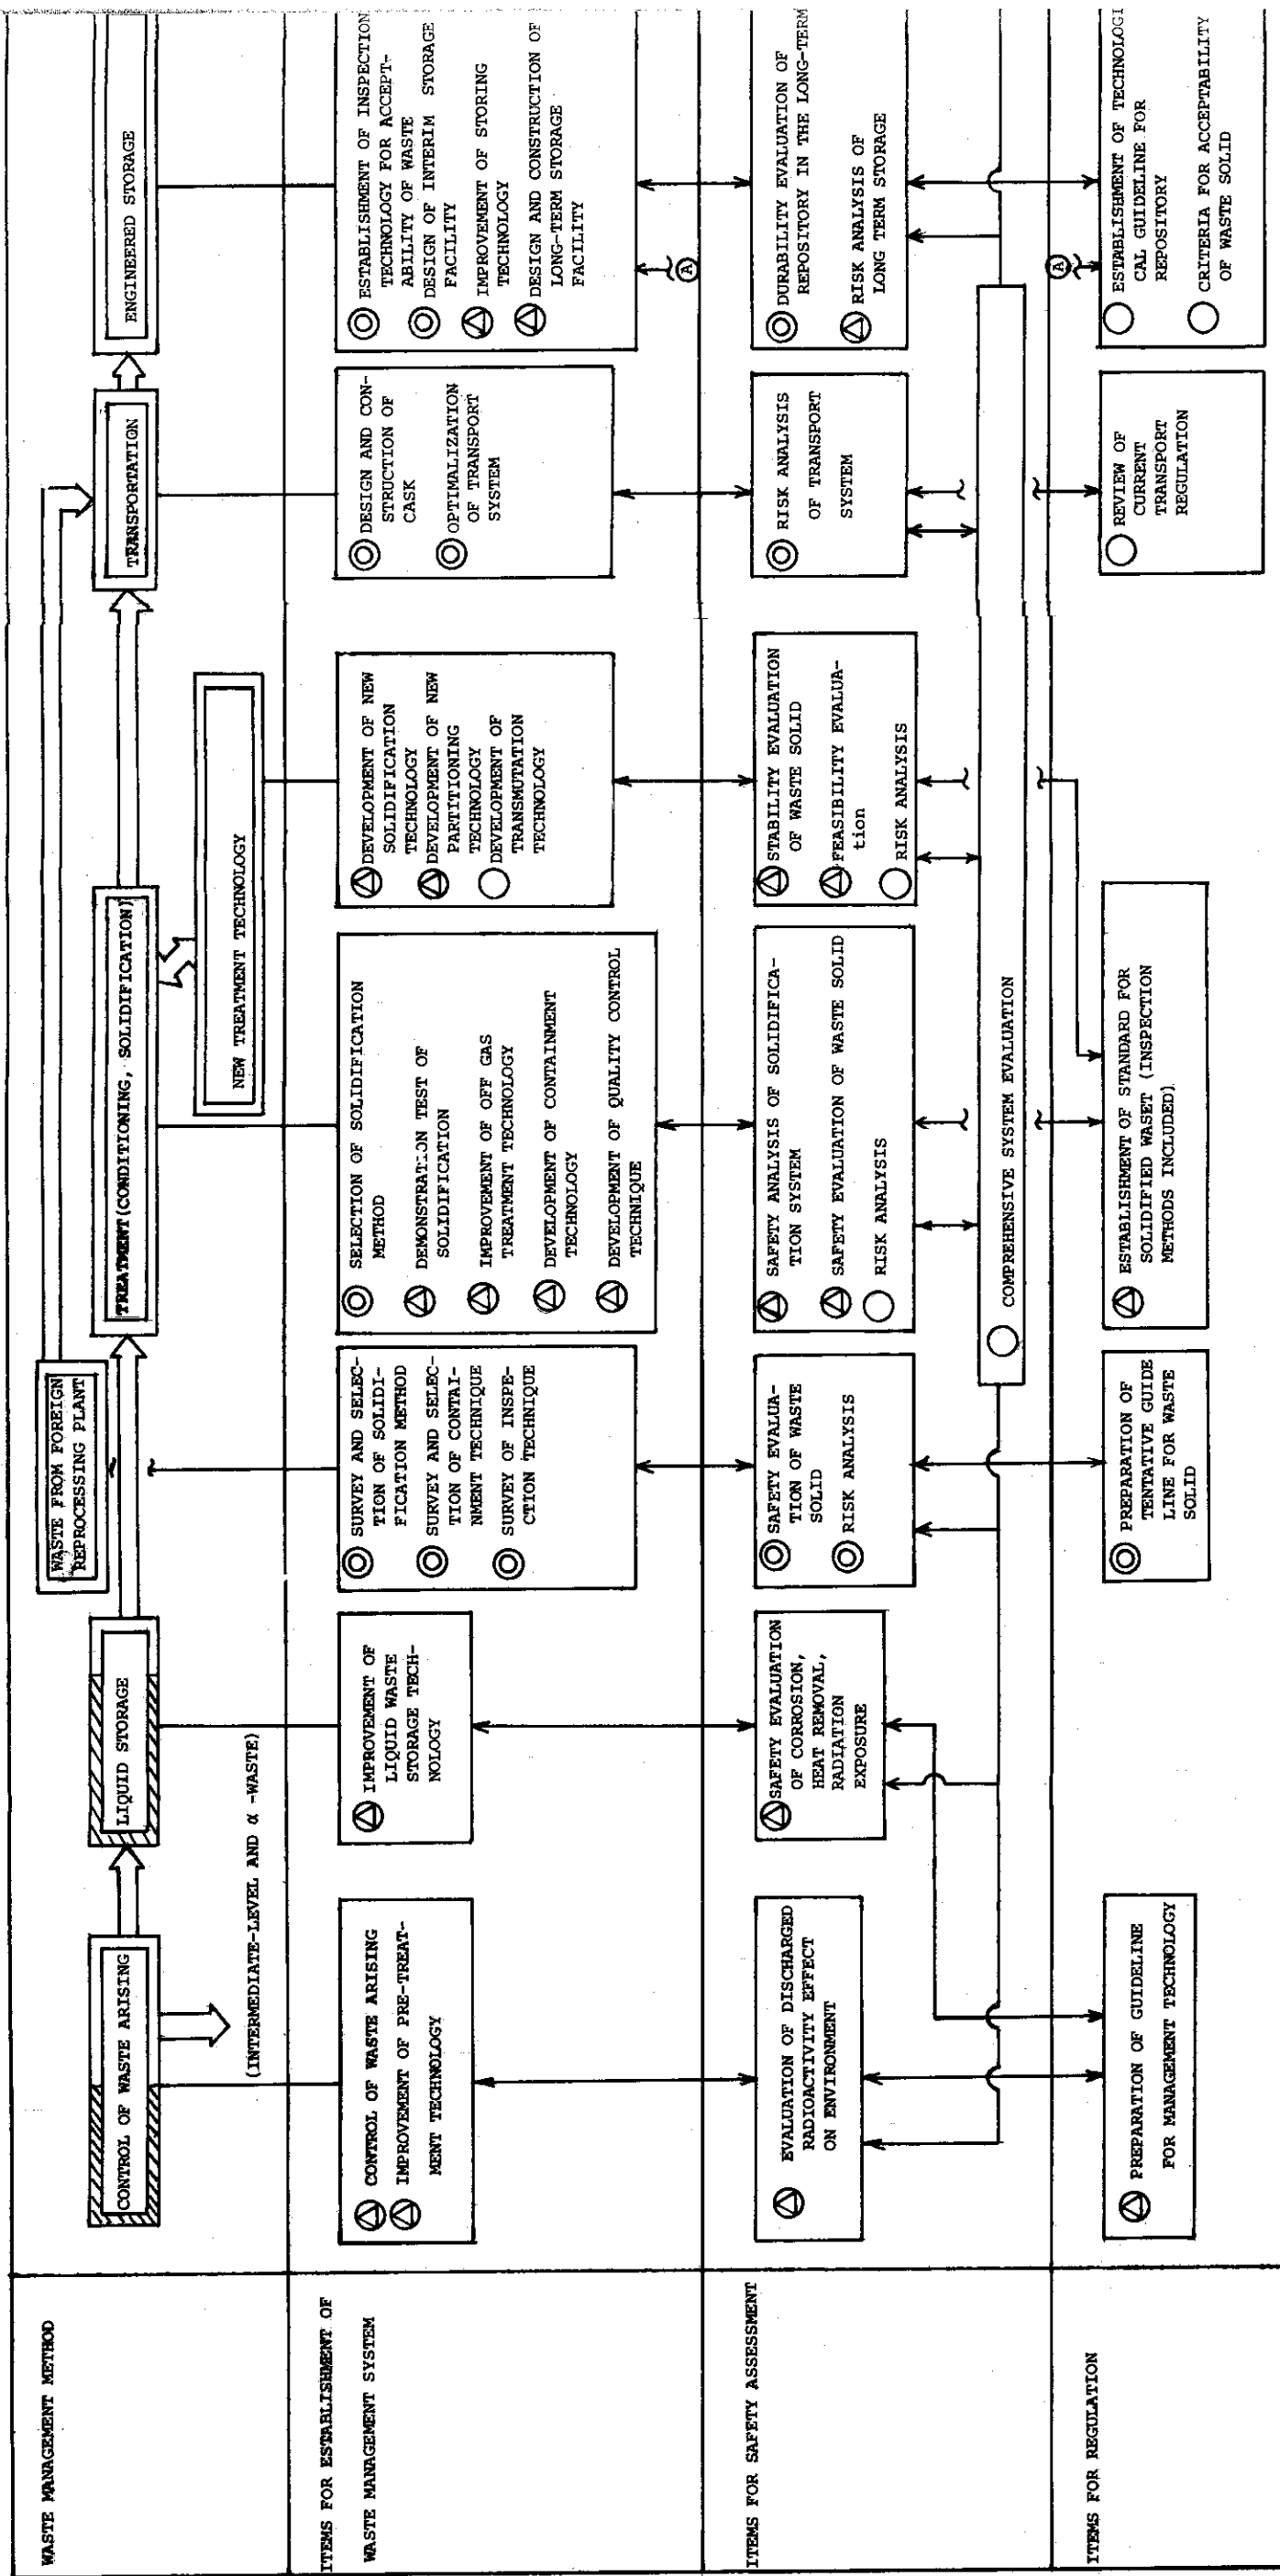 WASTE MANAGEMENT METHOD
CONTROL OF WASTE ARISING
(INTERMEDIATE-LEVEL AND α -WASTE)
LIQUID STORAGE
WASTE FROM FOREIGN
REPROCESSING PLANT
TREATMENT(CONDITIONING, SOLIDIFICATION)
NEW TREATMENT TECHNOLOGY
TRANSPORTATION
ENGINEERED STORAGE
ITEMS FOR ESTABLISHMENT OF
WASTE MANAGEMENT SYSTEM
CONTROL OF WASTE ARISING
IMPROVEMENT OF PRE-TREAT-
MENT TECHNOLOGY
IMPROVEMENT OF
LIQUID WASTE
STORAGE TECH-
NOLOGY
SURVEY AND SELEC-
TION OF SOLIDI-
FICATION METHOD
SURVEY AND SELEC-
TION OF CONTAI-
NMENT TECHNIQUE
SURVEY OF INSPE-
CTION TECHNIQUE
SELECTION OF SOLIDIFICATION
METHOD
DEMONSTRATION TEST OF
SOLIDIFICATION
IMPROVEMENT OF OFF GAS
TREATMENT TECHNOLOGY
DEVELOPMENT OF CONTAINMENT
TECHNOLOGY
DEVELOPMENT OF QUALITY CONTROL
TECHNIQUE
DEVELOPMENT OF NEW
SOLIDIFICATION
TECHNOLOGY
DEVELOPMENT OF NEW
PARTITIONING
TECHNOLOGY
DEVELOPMENT OF
TRANSMUTATION
TECHNOLOGY
DESIGN AND CON-
STRUCTION OF
CASK
OPTIMALIZATION
OF TRANSPORT
SYSTEM
ESTABLISHMENT OF INSPECTION
TECHNOLOGY FOR ACCEPT-
ABILITY OF WASTE
DESIGN OF INTERIM STORAGE
FACILITY
IMPROVEMENT OF STORING
TECHNOLOGY
DESIGN AND CONSTRUCTION OF
LONG-TERM STORAGE
FACILITY
A
ITEMS FOR SAFETY ASSESSMENT
EVALUATION OF DISCHARGED
RADIOACTIVITY EFFECT
ON ENVIRONMENT
SAFETY EVALUATION
OF CORROSION,
HEAT REMOVAL,
RADIATION
EXPOSURE
SAFETY EVALUA-
TION OF WASTE
SOLID
RISK ANALYSIS
SAFETY ANALYSIS OF SOLIDIFICA-
TION SYSTEM
SAFETY EVALUATION OF WASTE SOLID
RISK ANALYSIS
STABILITY EVALUATION
OF WASTE SOLID
FEASIBILITY EVALUA-
tion
RISK ANALYSIS
RISK ANALYSIS
OF TRANSPORT
SYSTEM
DURABILITY EVALUATION OF
REPOSITORY IN THE LONG-TERM
RISK ANALYSIS OF
LONG TERM STORAGE
COMPREHENSIVE SYSTEM EVALUATION
ITEMS FOR REGULATION
PREPARATION OF GUIDELINE
FOR MANAGEMENT TECHNOLOGY
PREPARATION OF
TENTATIVE GUIDE
LINE FOR WASTE
SOLID
ESTABLISHMENT OF STANDARD FOR
SOLIDIFIED WASET (INSPECTION
METHODS INCLUDED)
REVIEW OF
CURRENT
TRANSPORT
REGULATION
A
ESTABLISHMENT OF TECHNOLOGI
CAL GUIDELINE FOR
REPOSITORY
CRITERIA FOR ACCEPTABILITY
OF WASTE SOLID